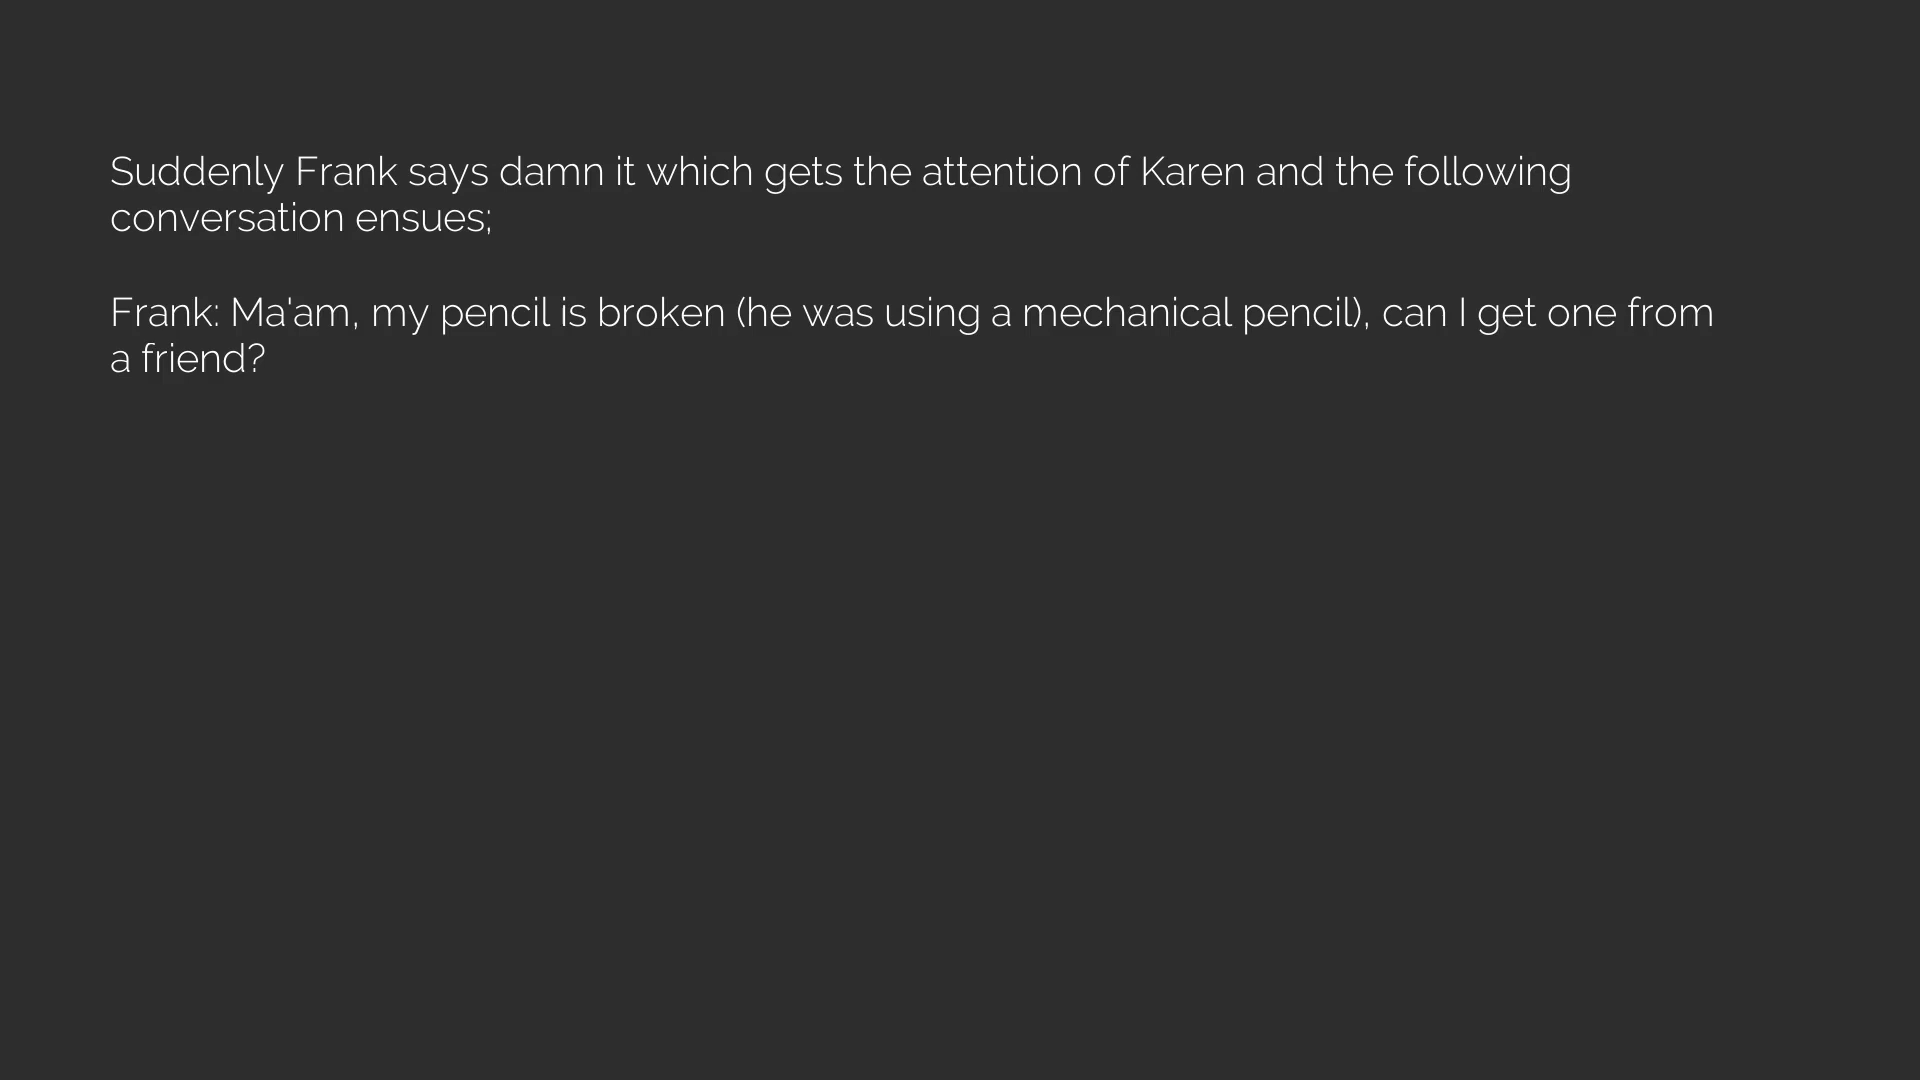 Suddenly Frank says damn it which gets the attention of Karen and the following
conversation ensues;
Frank: Ma'am, my pencil is broken (he was using a mechanical pencil), can I get one from
a friend?